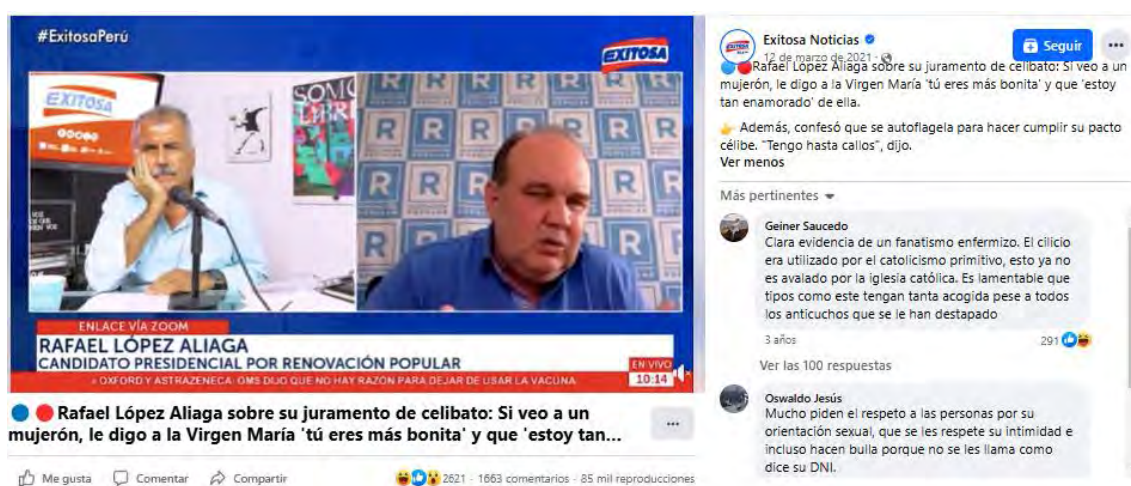 #ExitosaPerú
EXITOSA
EXITOSA
SOMO
LIBRE
ENLACE VÍA ZOOM
RAFAEL LÓPEZ ALIAGA
CANDIDATO PRESIDENCIAL POR RENOVACIÓN POPULAR
EN VIVO
» OXFORD Y ASTRAZENECA: OMS DIJO QUE NO HAY RAZÓN PARA DEJAR DE USAR LA VACUNA
10:14
Rafael López Aliaga sobre su juramento de celibato: Si veo a un
mujerón, le digo a la Virgen María 'tú eres más bonita' y que 'estoy tan...
Me gusta Comentar Compartir
2621 · 1663 comentarios · 85 mil reproducciones
Exitosa Noticias
Seguir
12 de marzo de 2021 ·
Rafael López Aliaga sobre su juramento de celibato: Si veo a un
mujerón, le digo a la Virgen María 'tú eres más bonita' y que 'estoy
tan enamorado' de ella.
Además, confesó que se autoflagela para hacer cumplir su pacto
célibe. "Tengo hasta callos", dijo.
Ver menos
Más pertinentes
Geiner Saucedo
Clara evidencia de un fanatismo enfermizo. El cilicio
era utilizado por el catolicismo primitivo, esto ya no
es avalado por la iglesia católica. Es lamentable que
tipos como este tengan tanta acogida pese a todos
los anticuchos que se le han destapado
3 años 291
Ver las 100 respuestas
Oswaldo Jesús
Mucho piden el respeto a las personas por su
orientación sexual, que se les respete su intimidad e
incluso hacen bulla porque no se les llama como
dice su DNI.